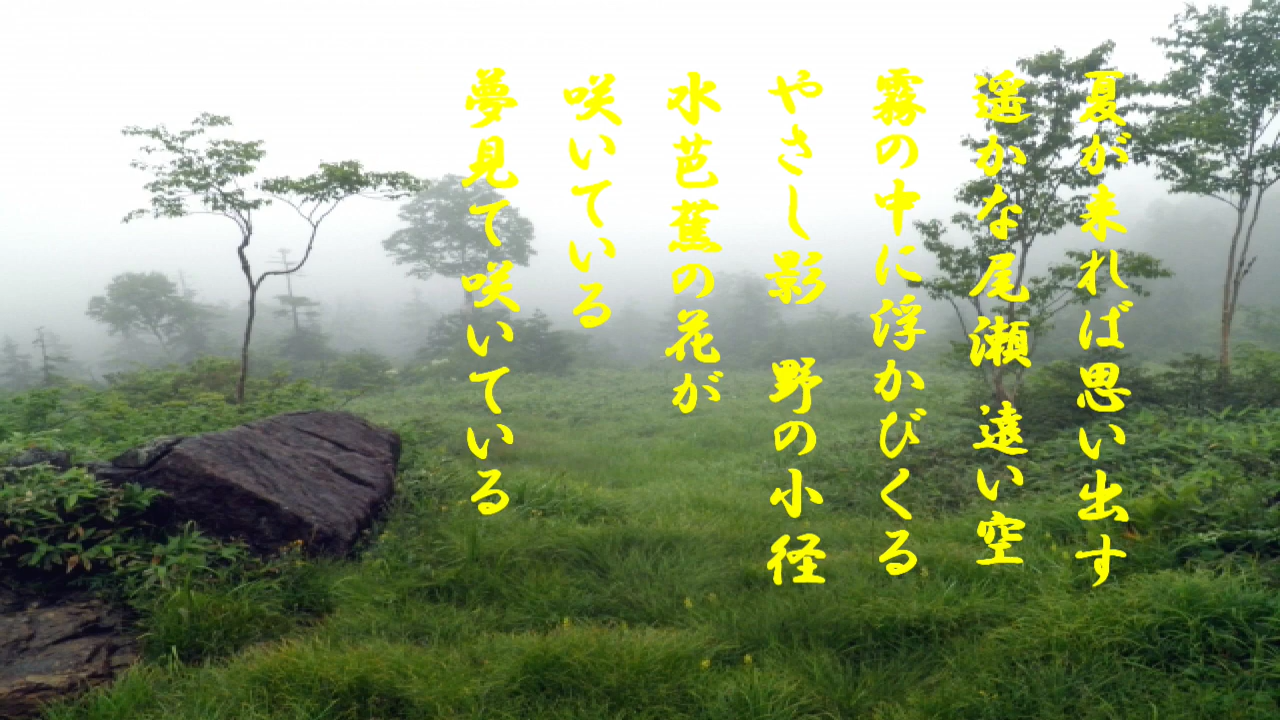 夏が来れば思い出す
遥かな尾瀬 遠い空
霧の中に浮かびくる
やさし影 野の小径
水芭蕉の花が
咲いている
夢見て咲いている